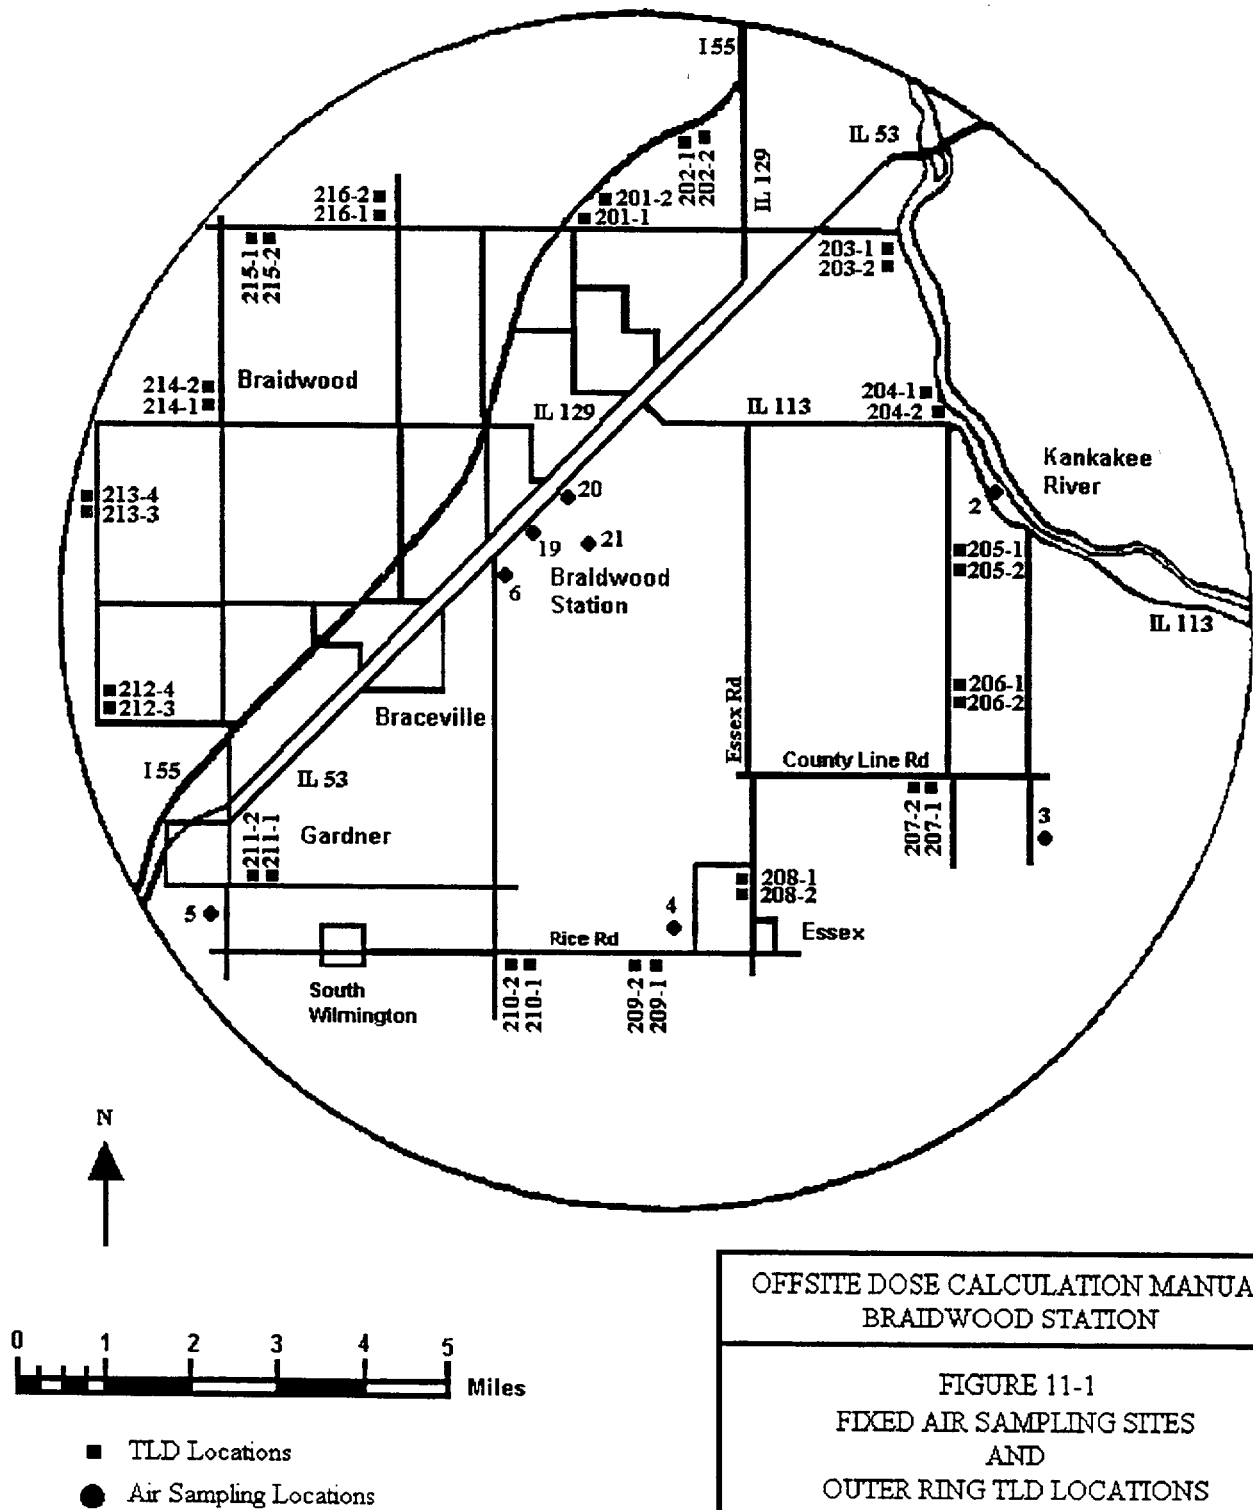 I 55
IL 53
IL 129
202-1
202-2
216-2
216-1
201-2
201-1
215-1
215-2
203-1
203-2
214-2
214-1
Braidwood
IL 129
IL 113
204-1
204-2
Kankakee
River
213-4
213-3
20
2
19
21
205-1
205-2
6
Braidwood
Station
IL 113
212-4
212-3
206-1
206-2
Braceville
Essex Rd
I 55
IL 53
County Line Rd
211-2
211-1
Gardner
207-2
207-1
3
208-1
208-2
5
4
Rice Rd
Essex
South
Wilmington
210-2
210-1
209-2
209-1
N
0 1 2 3 4 5
Miles
TLD Locations
Air Sampling Locations
OFFSITE DOSE CALCULATION MANUA
BRAIDWOOD STATION
FIGURE 11-1
FIXED AIR SAMPLING SITES
AND
OUTER RING TLD LOCATIONS